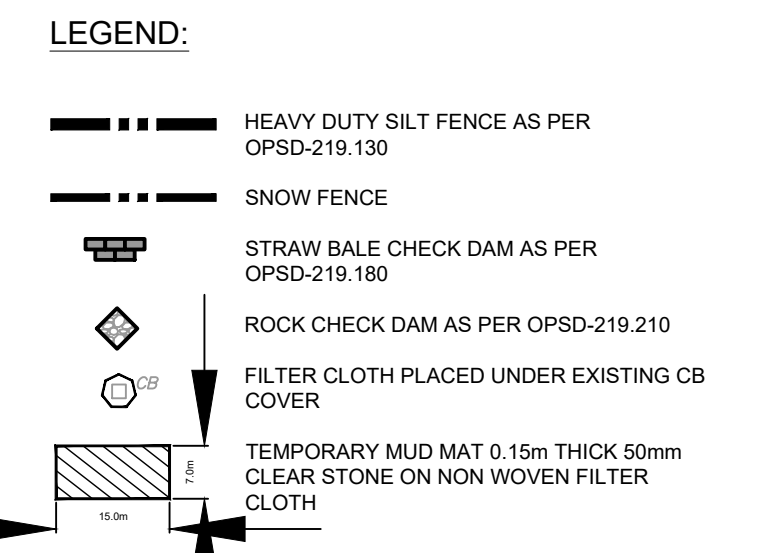 LEGEND:
HEAVY DUTY SILT FENCE AS PER
OPSD-219.130
SNOW FENCE
STRAW BALE CHECK DAM AS PER
OPSD-219.180
ROCK CHECK DAM AS PER OPSD-219.210
CB
FILTER CLOTH PLACED UNDER EXISTING CB
COVER
TEMPORARY MUD MAT 0.15m THICK 50mm
CLEAR STONE ON NON WOVEN FILTER
CLOTH
7.0m
15.0m